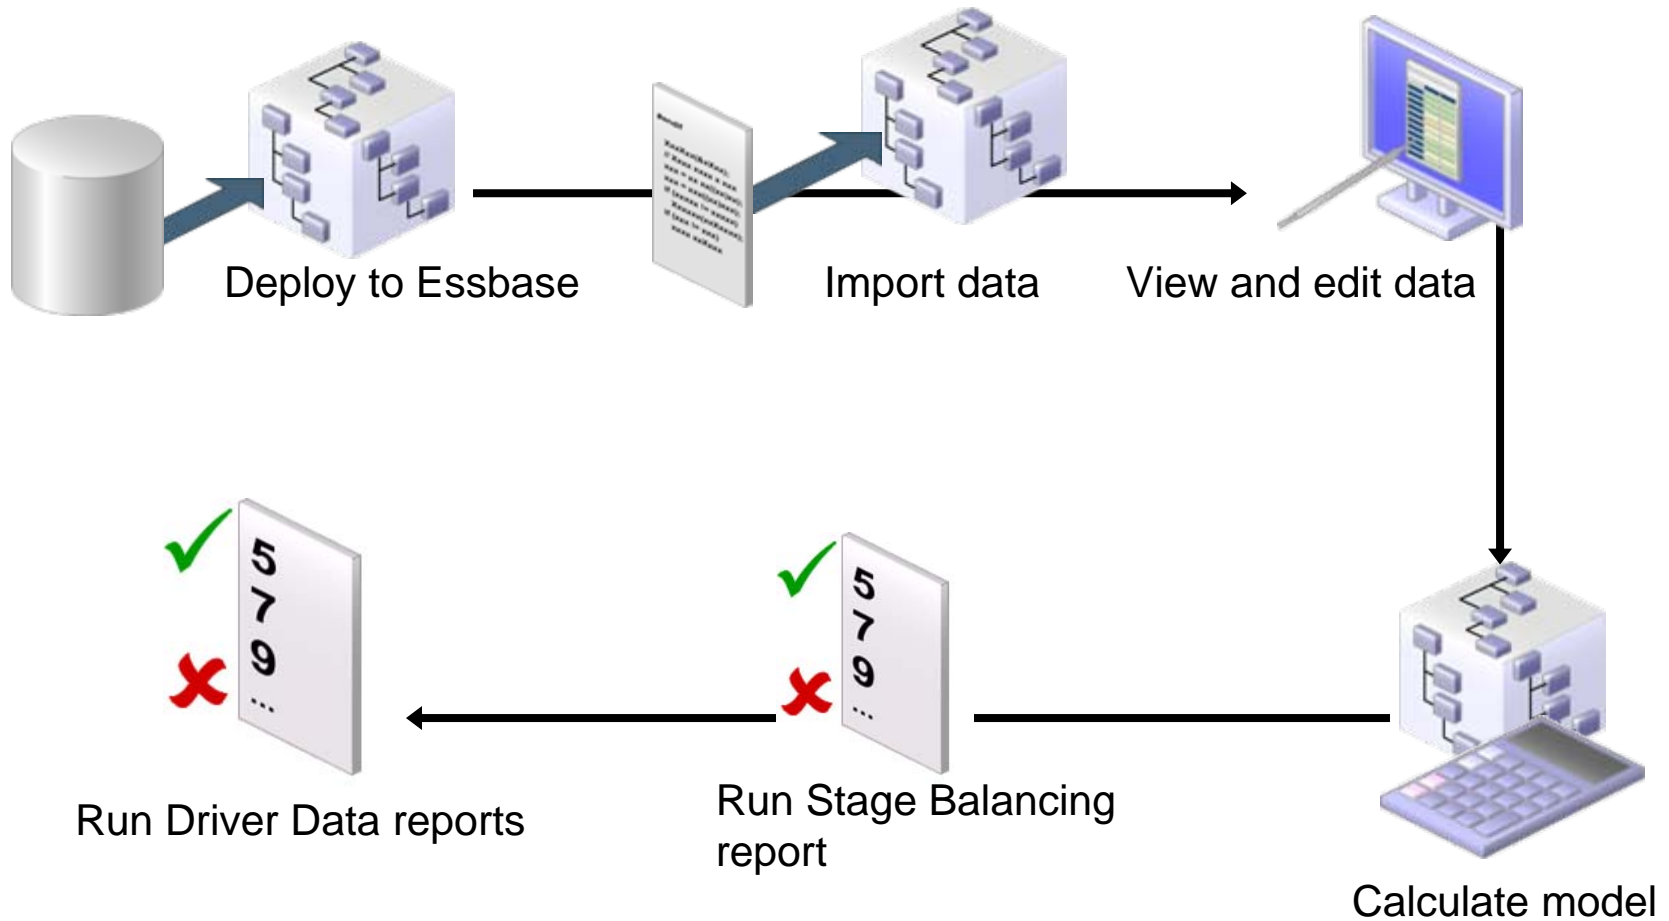 Deploy to Essbase
Import data
View and edit data
5
7
9
...
5
7
9
...
Run Driver Data reports
Run Stage Balancing
report
Calculate model